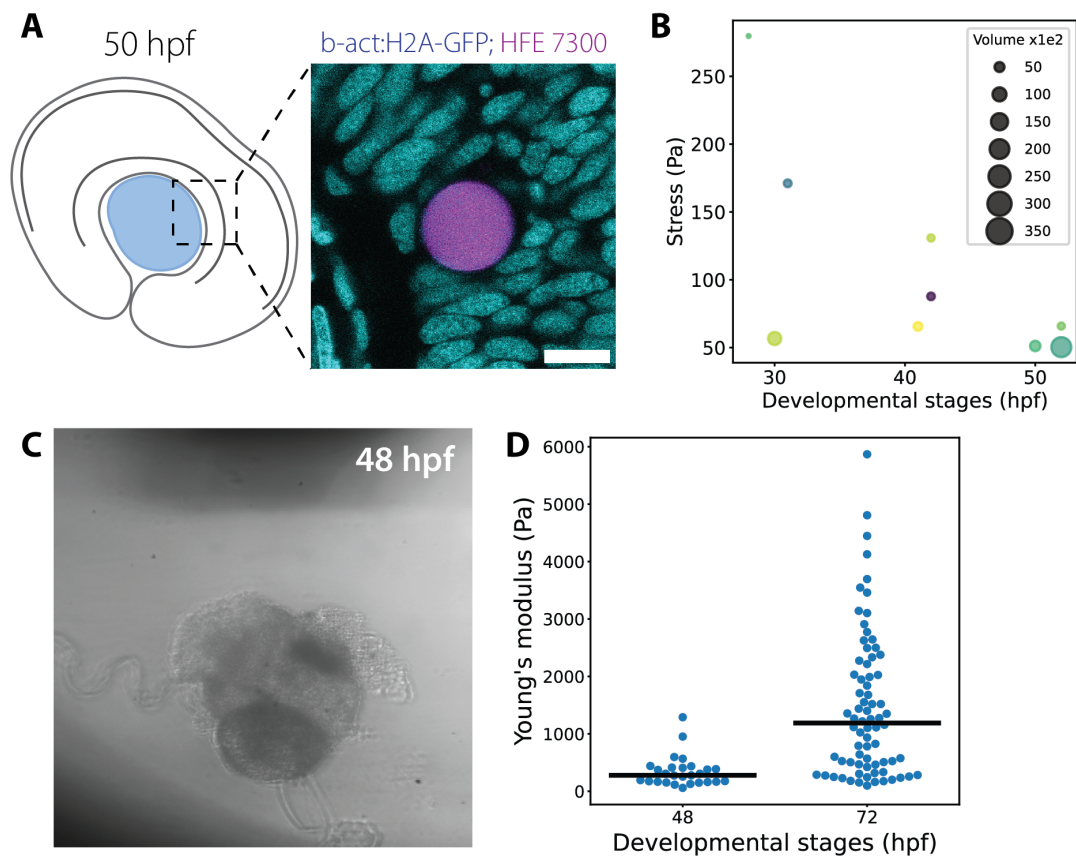 A
50 hpf
b-act:H2A-GFP; HFE 7300
B
Volume x1e2
50
100
150
200
250
300
350
250
200
150
100
50
Stress (Pa)
30
40
50
Developmental stages (hpf)
C
48 hpf
D
6000
5000
4000
3000
2000
1000
0
Young's modulus (Pa)
48
72
Developmental stages (hpf)